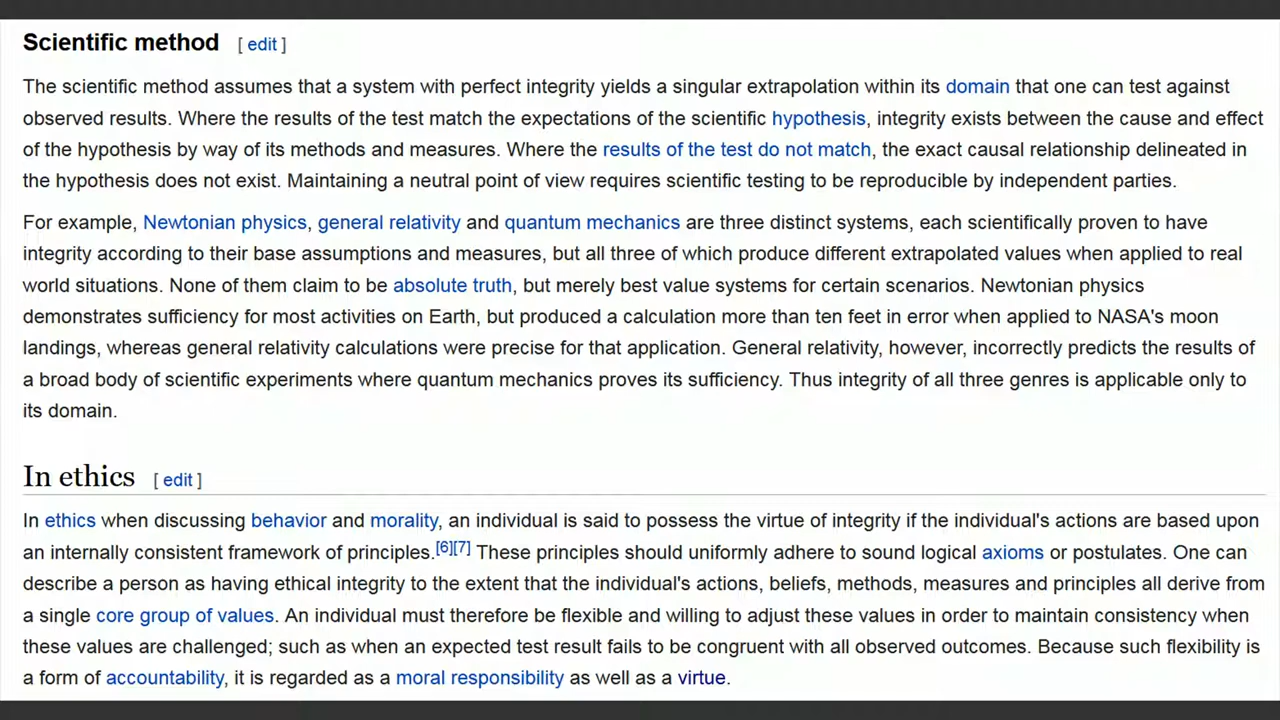 Scientific method [ edit ]
The scientific method assumes that a system with perfect integrity yields a singular extrapolation within its domain that one can test against
observed results. Where the results of the test match the expectations of the scientific hypothesis, integrity exists between the cause and effect
of the hypothesis by way of its methods and measures. Where the results of the test do not match, the exact causal relationship delineated in
the hypothesis does not exist. Maintaining a neutral point of view requires scientific testing to be reproducible by independent parties.
For example, Newtonian physics, general relativity and quantum mechanics are three distinct systems, each scientifically proven to have
integrity according to their base assumptions and measures, but all three of which produce different extrapolated values when applied to real
world situations. None of them claim to be absolute truth, but merely best value systems for certain scenarios. Newtonian physics
demonstrates sufficiency for most activities on Earth, but produced a calculation more than ten feet in error when applied to NASA's moon
landings, whereas general relativity calculations were precise for that application. General relativity, however, incorrectly predicts the results of
a broad body of scientific experiments where quantum mechanics proves its sufficiency. Thus integrity of all three genres is applicable only to
its domain.
In ethics [ edit ]
In ethics when discussing behavior and morality, an individual is said to possess the virtue of integrity if the individual's actions are based upon
an internally consistent framework of principles.[6][7] These principles should uniformly adhere to sound logical axioms or postulates. One can
describe a person as having ethical integrity to the extent that the individual's actions, beliefs, methods, measures and principles all derive from
a single core group of values. An individual must therefore be flexible and willing to adjust these values in order to maintain consistency when
these values are challenged; such as when an expected test result fails to be congruent with all observed outcomes. Because such flexibility is
a form of accountability, it is regarded as a moral responsibility as well as a virtue.